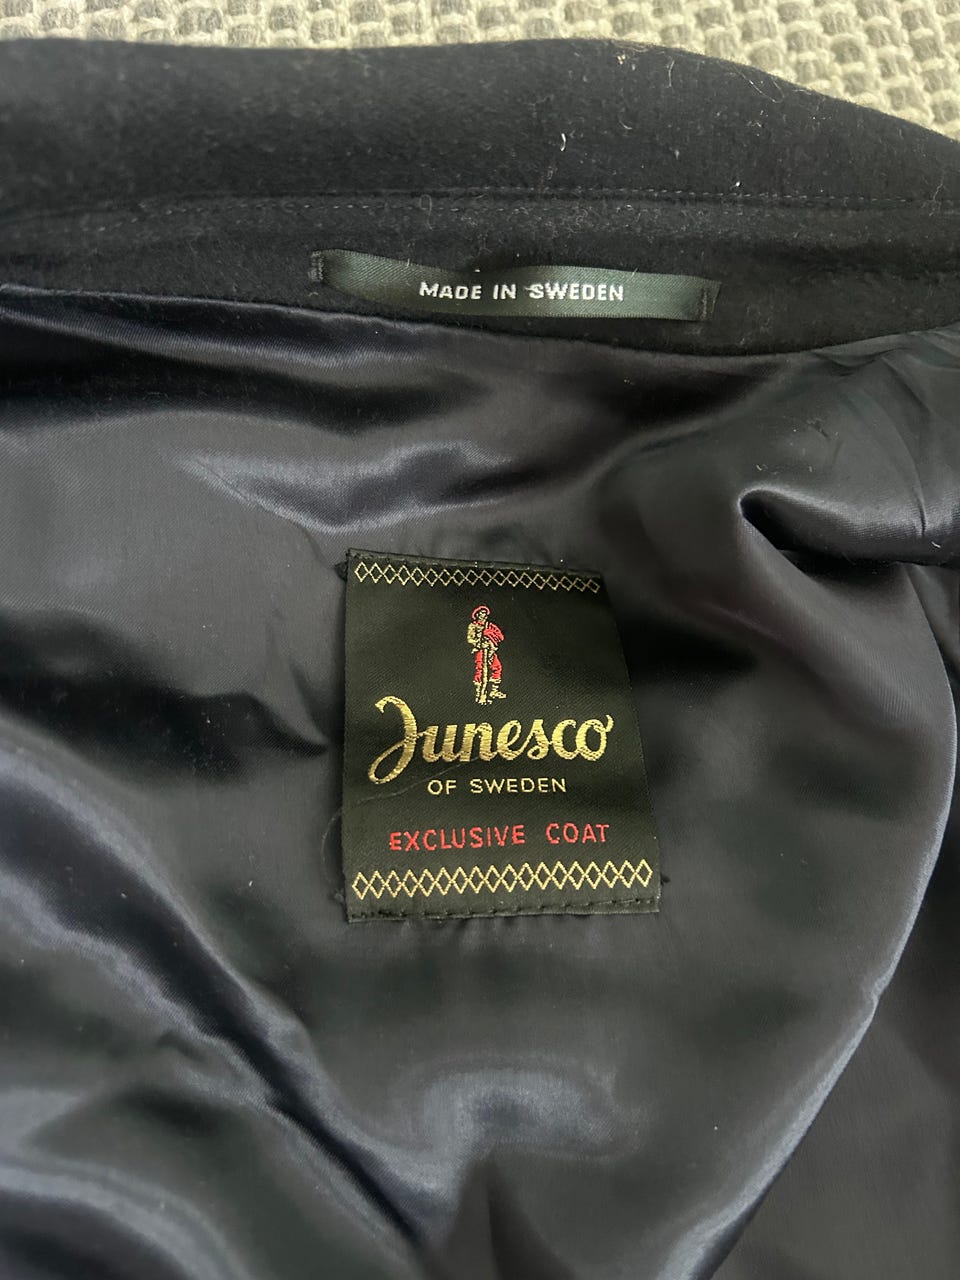 MADE IN SWEDEN
Junesco
OF SWEDEN
EXCLUSIVE COAT